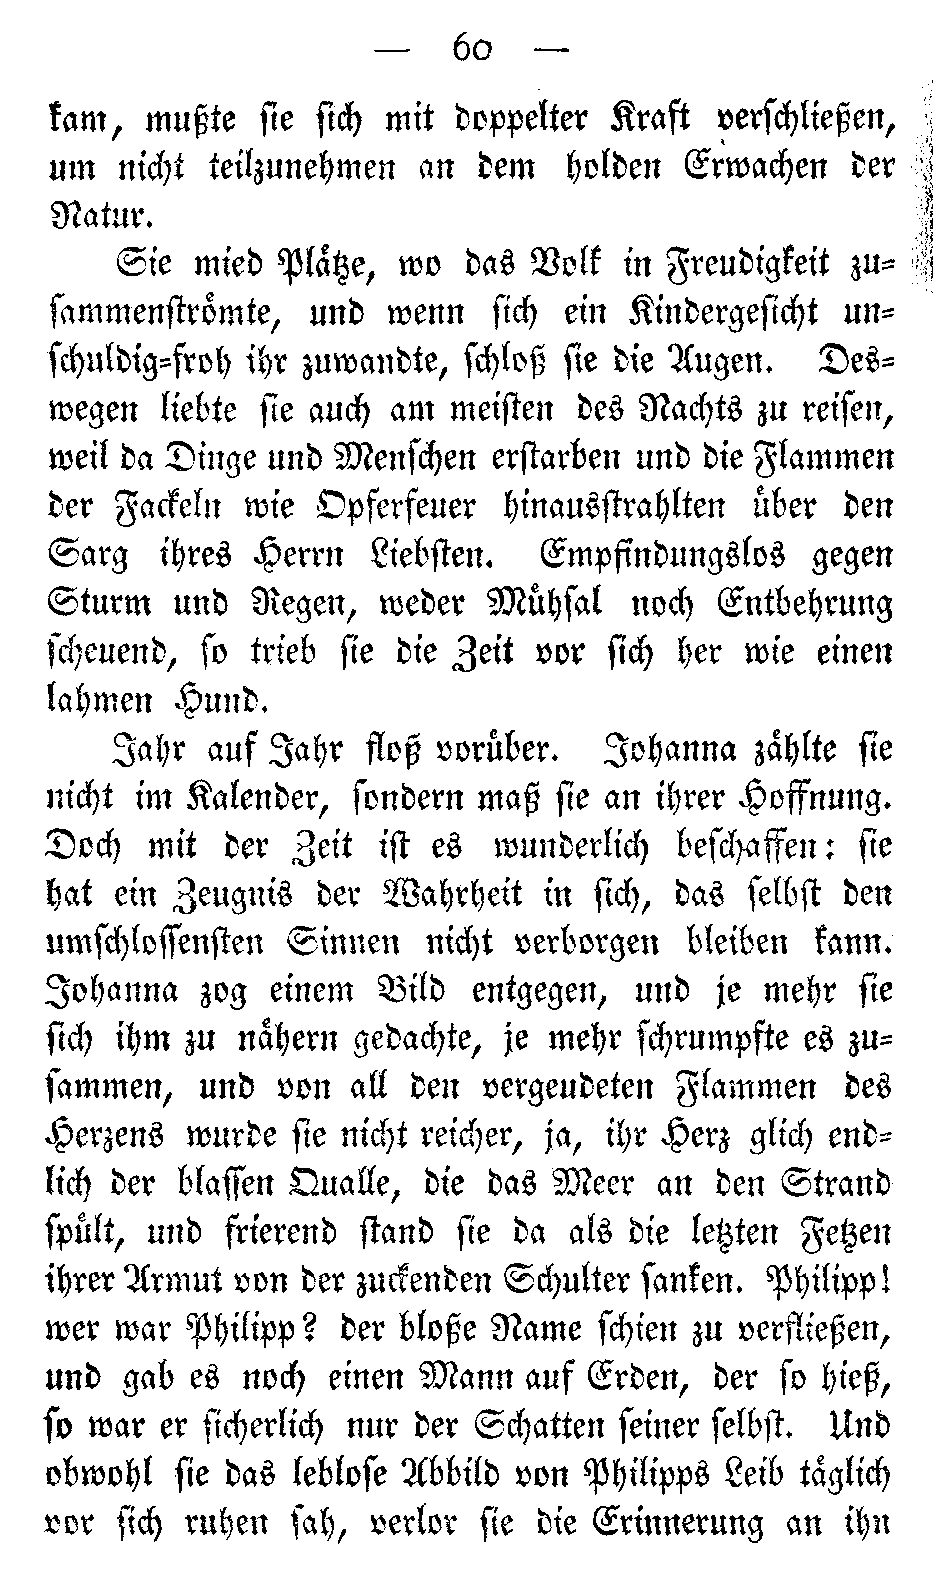 — 60 —
kam, mußte sie sich mit doppelter Kraft verschließen,
um nicht teilzunehmen an dem holden Erwachen der
Natur.
Sie mied Plätze, wo das Volk in Freudigkeit zu=
sammenströmte, und wenn sich ein Kindergesicht un=
schuldig=froh ihr zuwandte, schloß sie die Augen. Des=
wegen liebte sie auch am meisten des Nachts zu reisen,
weil da Dinge und Menschen erstarben und die Flammen
der Fackeln wie Opferfeuer hinausstrahlten über den
Sarg ihres Herrn Liebsten. Empfindungslos gegen
Sturm und Regen, weder Mühsal noch Entbehrung
scheuend, so trieb sie die Zeit vor sich her wie einen
lahmen Hund.
Jahr auf Jahr floß vorüber. Johanna zählte sie
nicht im Kalender, sondern maß sie an ihrer Hoffnung.
Doch mit der Zeit ist es wunderlich beschaffen: sie
hat ein Zeugnis der Wahrheit in sich, das selbst den
umschlossensten Sinnen nicht verborgen bleiben kann.
Johanna zog einem Bild entgegen, und je mehr sie
sich ihm zu nähern gedachte, je mehr schrumpfte es zu=
sammen, und von all den vergeudeten Flammen des
Herzens wurde sie nicht reicher, ja, ihr Herz glich end=
lich der blassen Qualle, die das Meer an den Strand
spült, und frierend stand sie da als die letzten Fetzen
ihrer Armut von der zuckenden Schulter sanken. Philipp!
wer war Philipp? der bloße Name schien zu verfließen,
und gab es noch einen Mann auf Erden, der so hieß,
so war er sicherlich nur der Schatten seiner selbst. Und
obwohl sie das leblose Abbild von Philipps Leib täglich
vor sich ruhen sah, verlor sie die Erinnerung an ihn